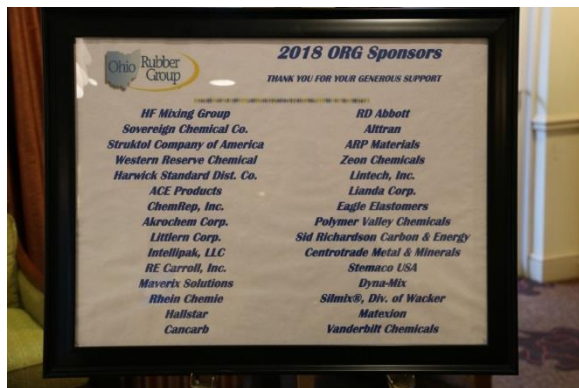 Ohio Rubber Group
2018 ORG Sponsors
THANK YOU FOR YOUR GENEROUS SUPPORT
HF Mixing Group
Sovereign Chemical Co.
Struktol Company of America
Western Reserve Chemical
Harwick Standard Dist. Co.
ACE Products
ChemRep, Inc.
Akrochem Corp.
Littlern Corp.
Intellipak, LLC
RE Carroll, Inc.
Maverix Solutions
Rhein Chemie
Hallstar
Cancarb
RD Abbott
Alttran
ARP Materials
Zeon Chemicals
Lintech, Inc.
Lianda Corp.
Eagle Elastomers
Polymer Valley Chemicals
Sid Richardson Carbon & Energy
Centrotrade Metal & Minerals
Stemaco USA
Dyna-Mix
Silmix®, Div. of Wacker
Matexion
Vanderbilt Chemicals